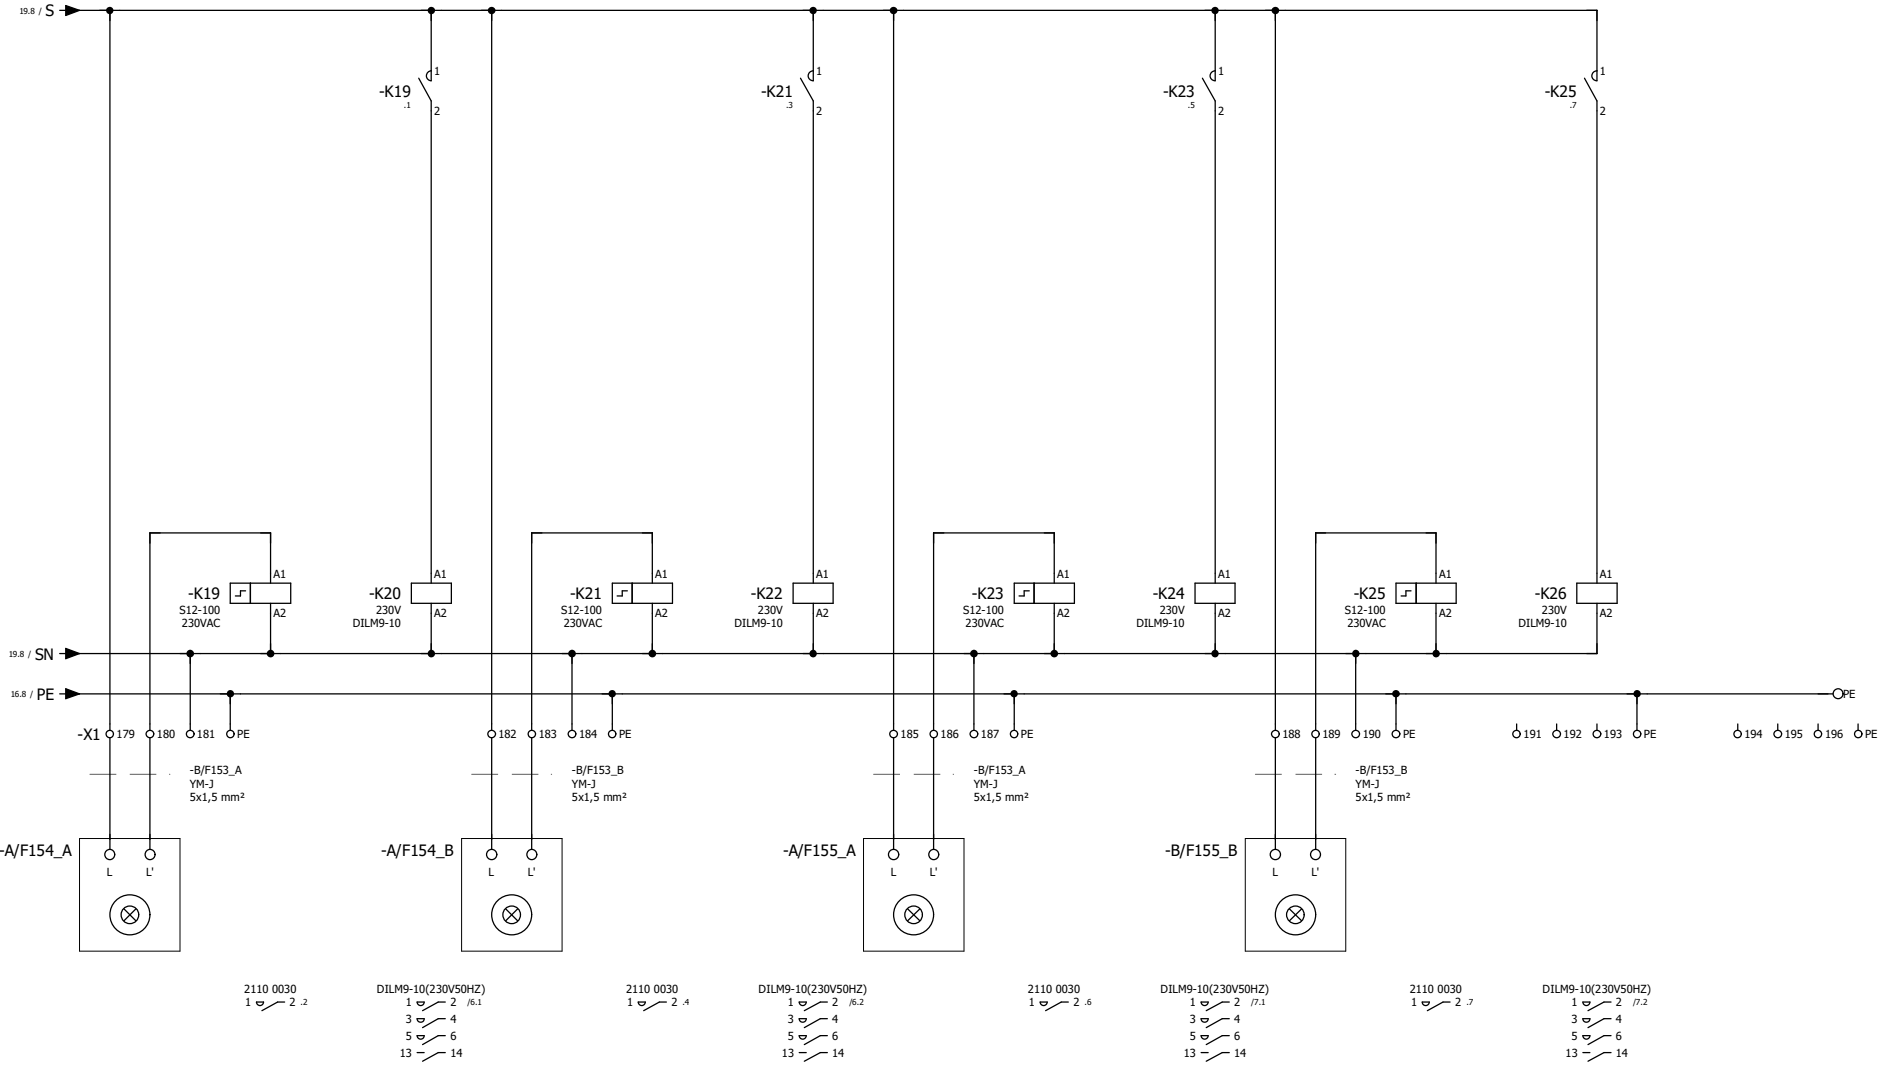 19.8 / S
-K19 1
.1 2
-K21 1
.3 2
-K23 1
.5 2
-K25 1
.7 2
-K19 A1
S12-100 A2
230VAC
-K20 A1
230V A2
DILM9-10
-K21 A1
S12-100 A2
230VAC
-K22 A1
230V A2
DILM9-10
-K23 A1
S12-100 A2
230VAC
-K24 A1
230V A2
DILM9-10
-K25 A1
S12-100 A2
230VAC
-K26 A1
230V A2
DILM9-10
19.8 / SN
16.8 / PE
PE
-X1 179 180 181 PE 182 183 184 PE 185 186 187 PE 188 189 190 PE 191 192 193 PE 194 195 196 PE
-B/F153_A
YM-J
5x1,5 mm²
-B/F153_B
YM-J
5x1,5 mm²
-B/F153_A
YM-J
5x1,5 mm²
-B/F153_B
YM-J
5x1,5 mm²
-A/F154_A
L L'
-A/F154_B
L L'
-A/F155_A
L L'
-B/F155_B
L L'
2110 0030
1 2 .2
DILM9-10(230V50HZ)
1 2 /6.1
3 4
5 6
13 14
2110 0030
1 2 .4
DILM9-10(230V50HZ)
1 2 /6.2
3 4
5 6
13 14
2110 0030
1 2 .6
DILM9-10(230V50HZ)
1 2 /7.1
3 4
5 6
13 14
2110 0030
1 2 .7
DILM9-10(230V50HZ)
1 2 /7.2
3 4
5 6
13 14